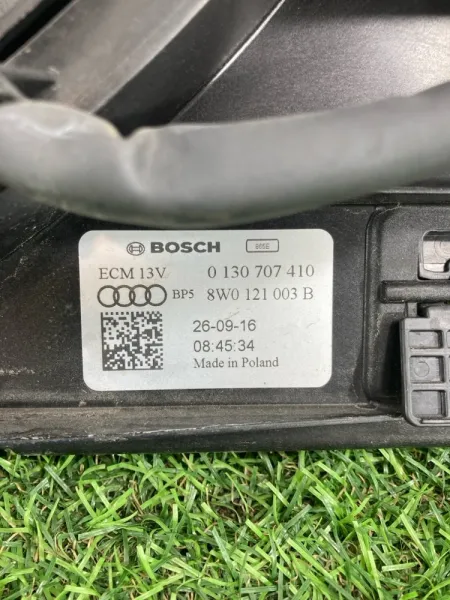 BOSCH
ECM 13V 0 130 707 410
BP5 8W0 121 003 B
26-09-16
08:45:34
Made in Poland